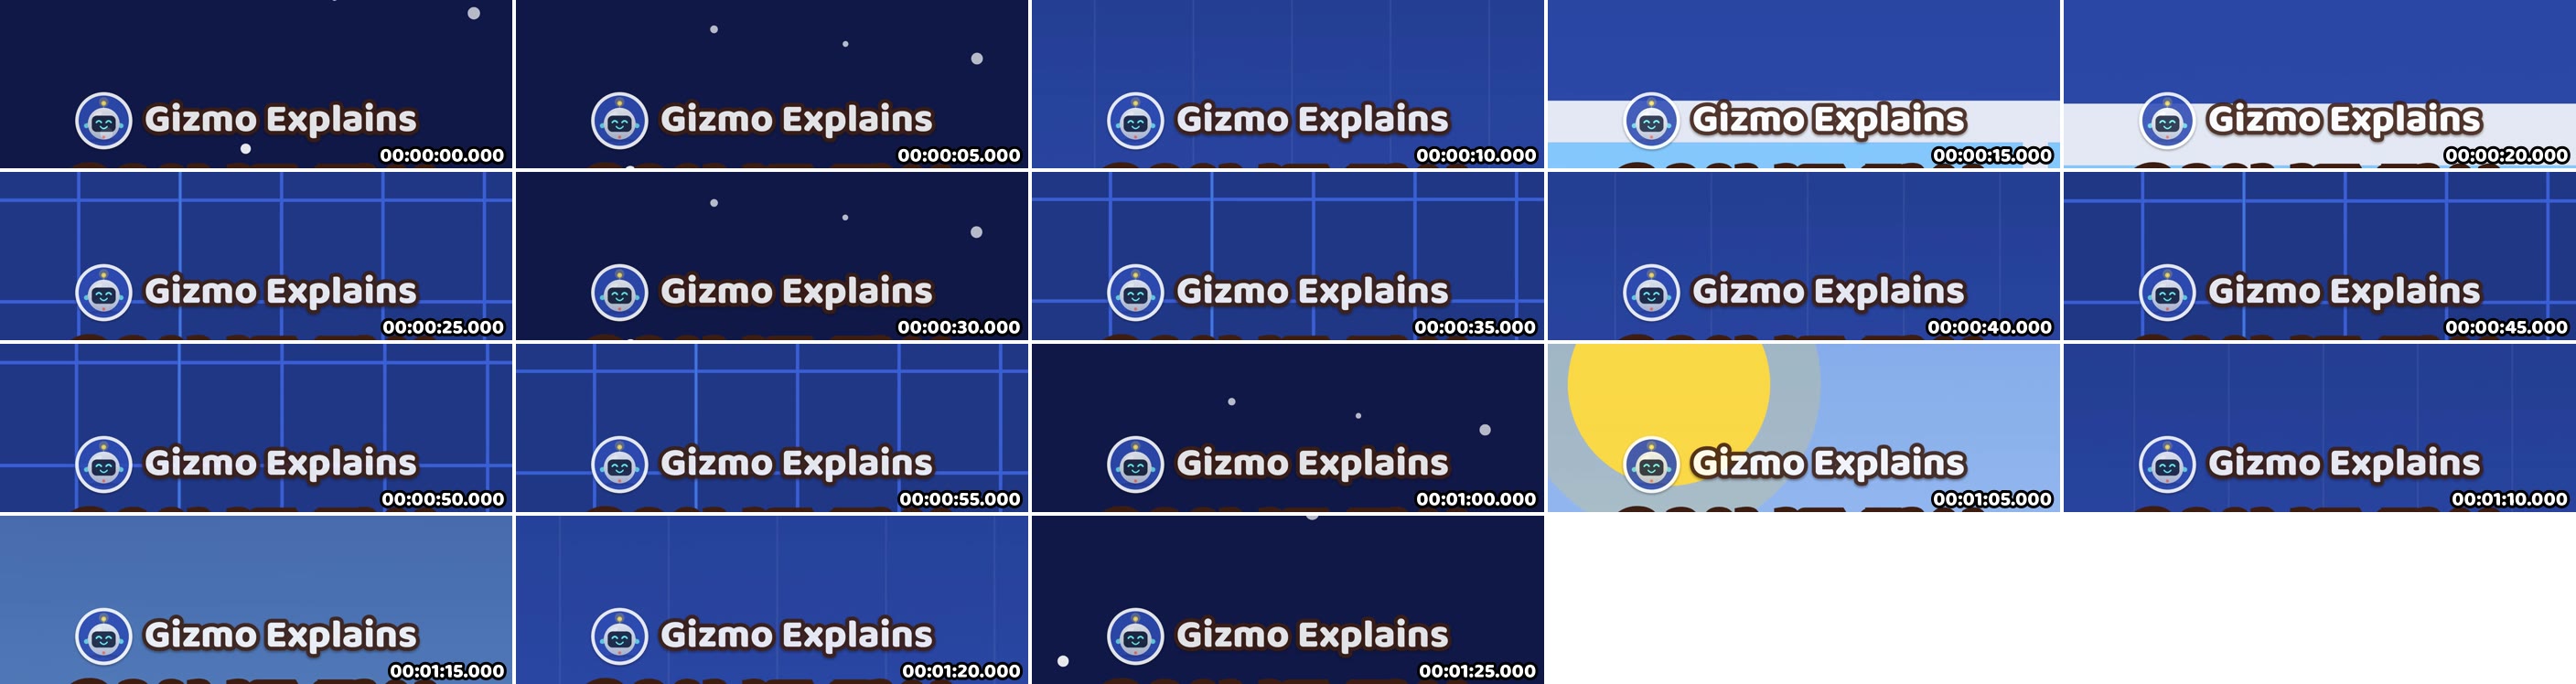 Gizmo Explains
00:00:00.000
Gizmo Explains
00:00:05.000
Gizmo Explains
00:00:10.000
Gizmo Explains
00:00:15.000
Gizmo Explains
00:00:20.000
Gizmo Explains
00:00:25.000
Gizmo Explains
00:00:30.000
Gizmo Explains
00:00:35.000
Gizmo Explains
00:00:40.000
Gizmo Explains
00:00:45.000
Gizmo Explains
00:00:50.000
Gizmo Explains
00:00:55.000
Gizmo Explains
00:01:00.000
Gizmo Explains
00:01:05.000
Gizmo Explains
00:01:10.000
Gizmo Explains
00:01:15.000
Gizmo Explains
00:01:20.000
Gizmo Explains
00:01:25.000